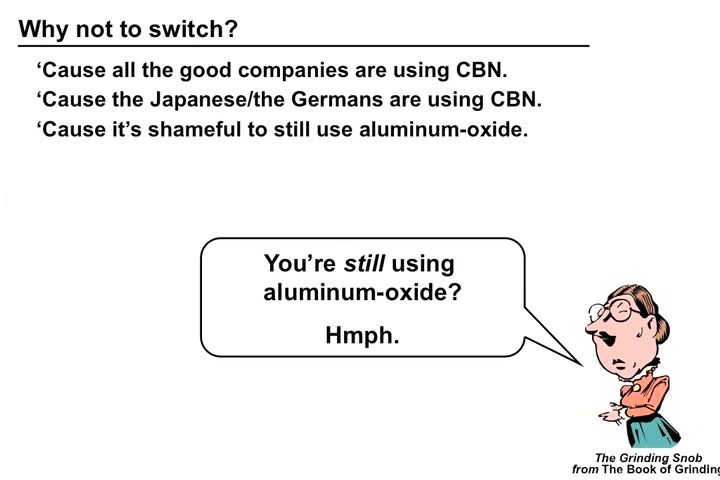 Why not to switch?
‘Cause all the good companies are using CBN.
‘Cause the Japanese/the Germans are using CBN.
‘Cause it’s shameful to still use aluminum-oxide.
You’re still using
aluminum-oxide?
Hmph.
The Grinding Snob
from The Book of Grinding